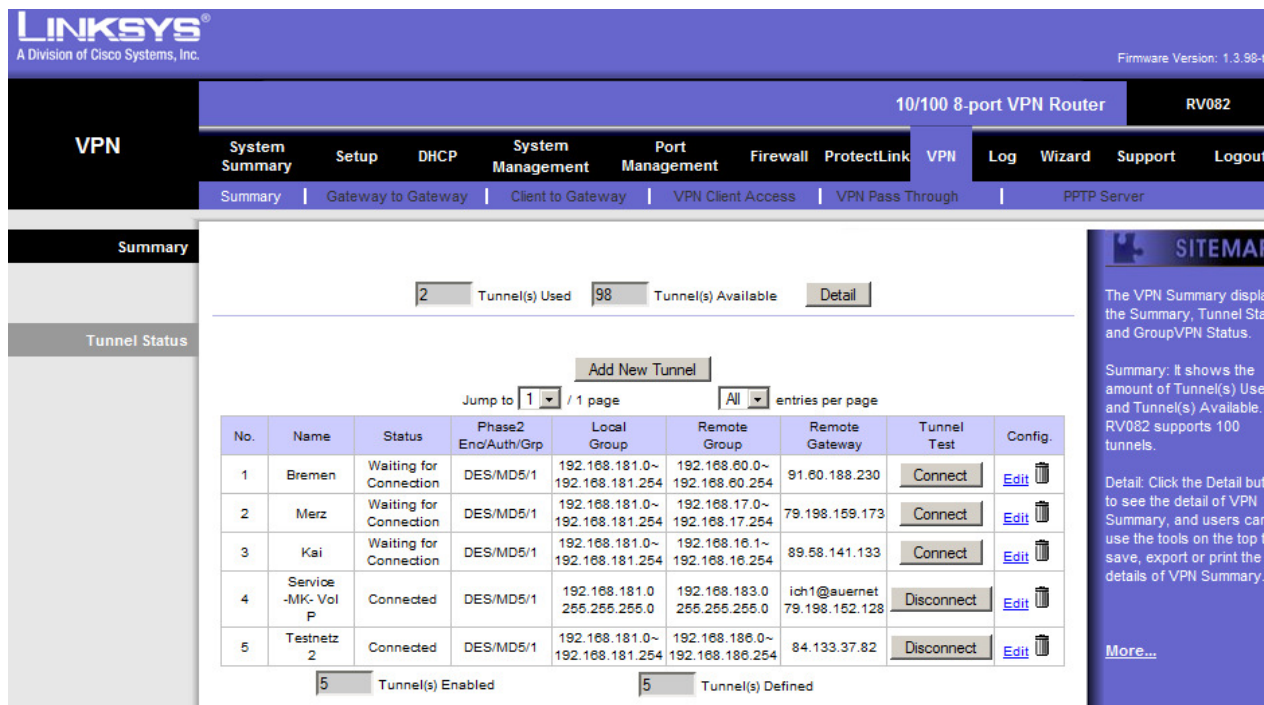 LINKSYS®
A Division of Cisco Systems, Inc.
Firmware Version: 1.3.98-
10/100 8-port VPN Router
RV082
VPN
System Summary
Setup
DHCP
System Management
Port Management
Firewall
ProtectLink
VPN
Log
Wizard
Support
Logout
Summary
Gateway to Gateway
Client to Gateway
VPN Client Access
VPN Pass Through
PPTP Server
Summary
2 Tunnel(s) Used 98 Tunnel(s) Available Detail
Tunnel Status
Add New Tunnel
Jump to 1 / 1 page All entries per page
No. Name Status Phase2 Enc/Auth/Grp Local Group Remote Group Remote Gateway Tunnel Test Config.
1 Bremen Waiting for Connection DES/MD5/1 192.168.181.0~ 192.168.181.254 192.168.60.0~ 192.168.60.254 91.60.188.230 Connect Edit
2 Merz Waiting for Connection DES/MD5/1 192.168.181.0~ 192.168.181.254 192.168.17.0~ 192.168.17.254 79.198.159.173 Connect Edit
3 Kai Waiting for Connection DES/MD5/1 192.168.181.0~ 192.168.181.254 192.168.16.1~ 192.168.16.254 89.58.141.133 Connect Edit
4 Service -MK- VoI P Connected DES/MD5/1 192.168.181.0 255.255.255.0 192.168.183.0 255.255.255.0 ich1@auernet 79.198.152.128 Disconnect Edit
5 Testnetz 2 Connected DES/MD5/1 192.168.181.0~ 192.168.181.254 192.168.186.0~ 192.168.186.254 84.133.37.82 Disconnect Edit
5 Tunnel(s) Enabled 5 Tunnel(s) Defined
SITEMA
The VPN Summary displa
the Summary, Tunnel Sta
and GroupVPN Status.
Summary: It shows the
amount of Tunnel(s) Use
and Tunnel(s) Available.
RV082 supports 100
tunnels.
Detail: Click the Detail but
to see the detail of VPN
Summary, and users car
use the tools on the top
save, export or print the
details of VPN Summary.
More...